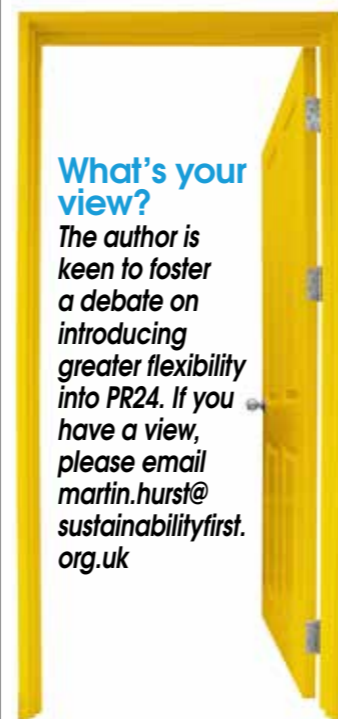 What's your
view?
The author is
keen to foster
a debate on
introducing
greater flexibility
into PR24. If you
have a view,
please email
martin.hurst@
sustainabilityfirst.
org.uk